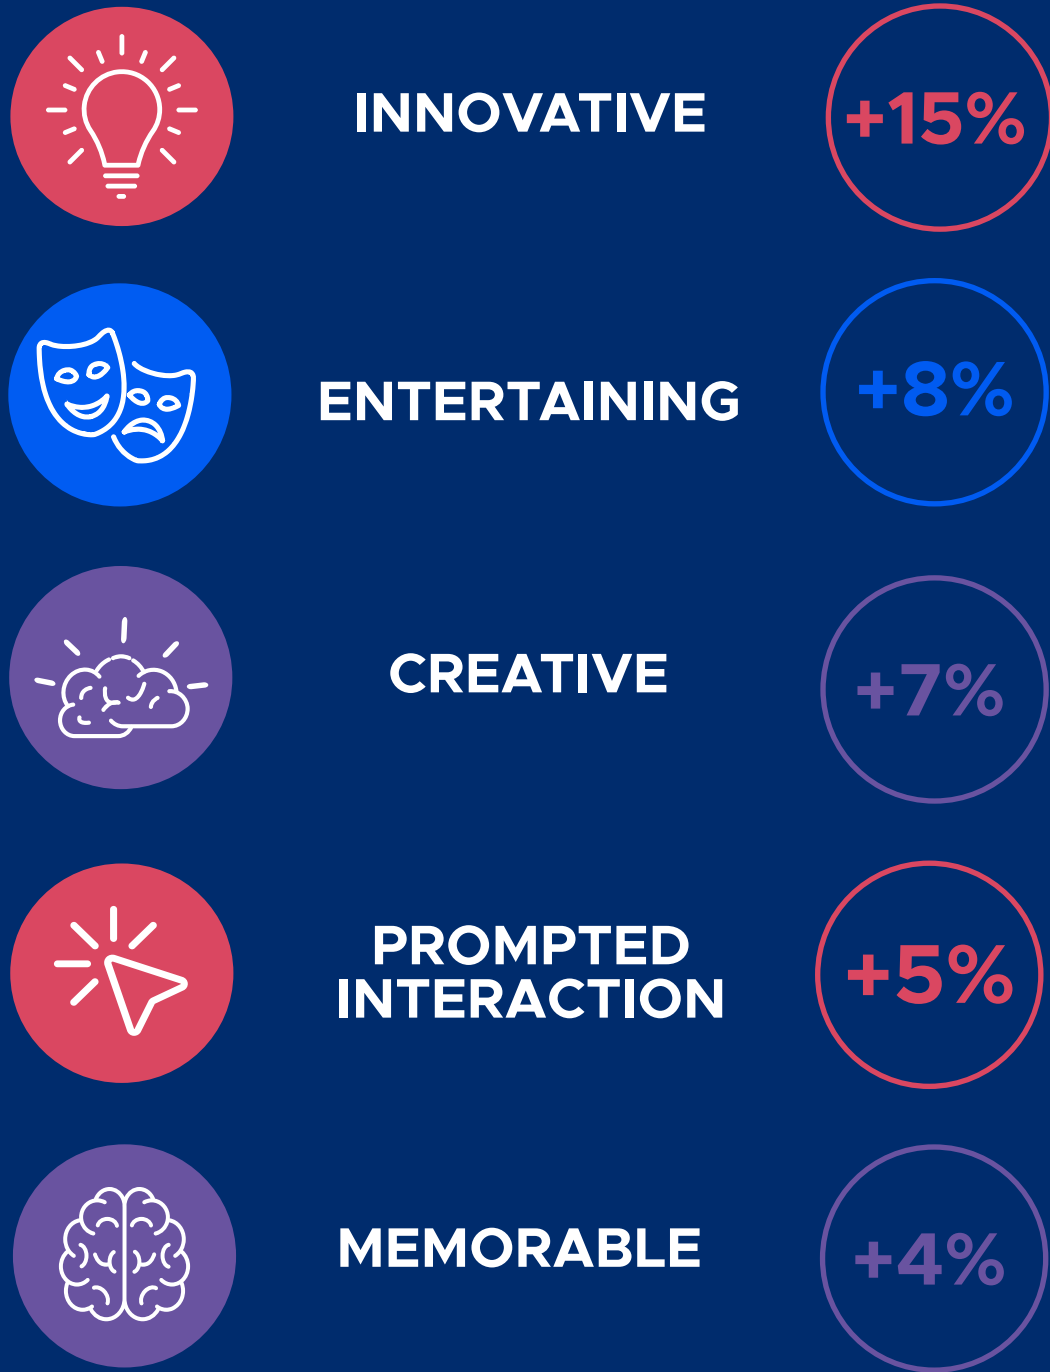 INNOVATIVE
+15%
ENTERTAINING
+8%
CREATIVE
+7%
PROMPTED
INTERACTION
+5%
MEMORABLE
+4%